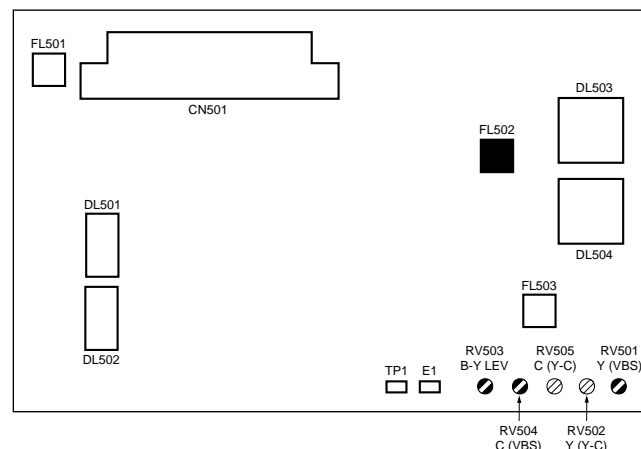 FL501
CN501
DL503
FL502
DL501
DL504
FL503
DL502
TP1
E1
RV503
B-Y LEV
RV505
C (Y-C)
RV501
Y (VBS)
RV504
C (VBS)
RV502
Y (Y-C)